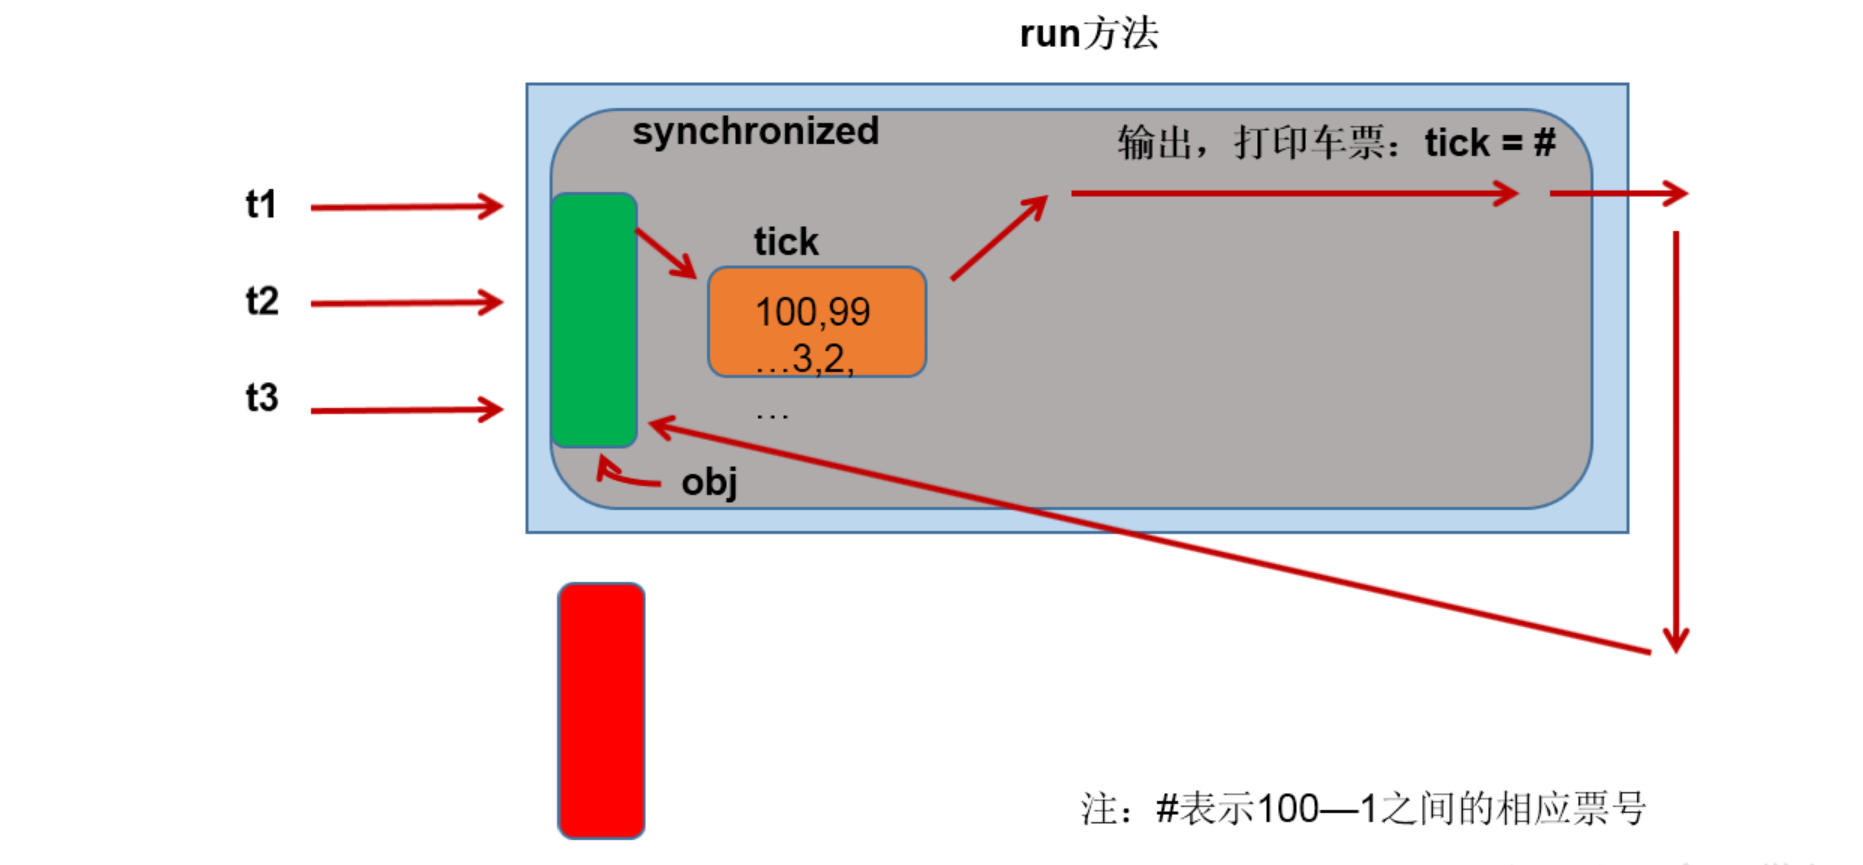 run方法
synchronized
输出，打印车票：tick = #
t1
tick
t2
100,99
…3,2,
…
t3
obj
注：#表示100—1之间的相应票号